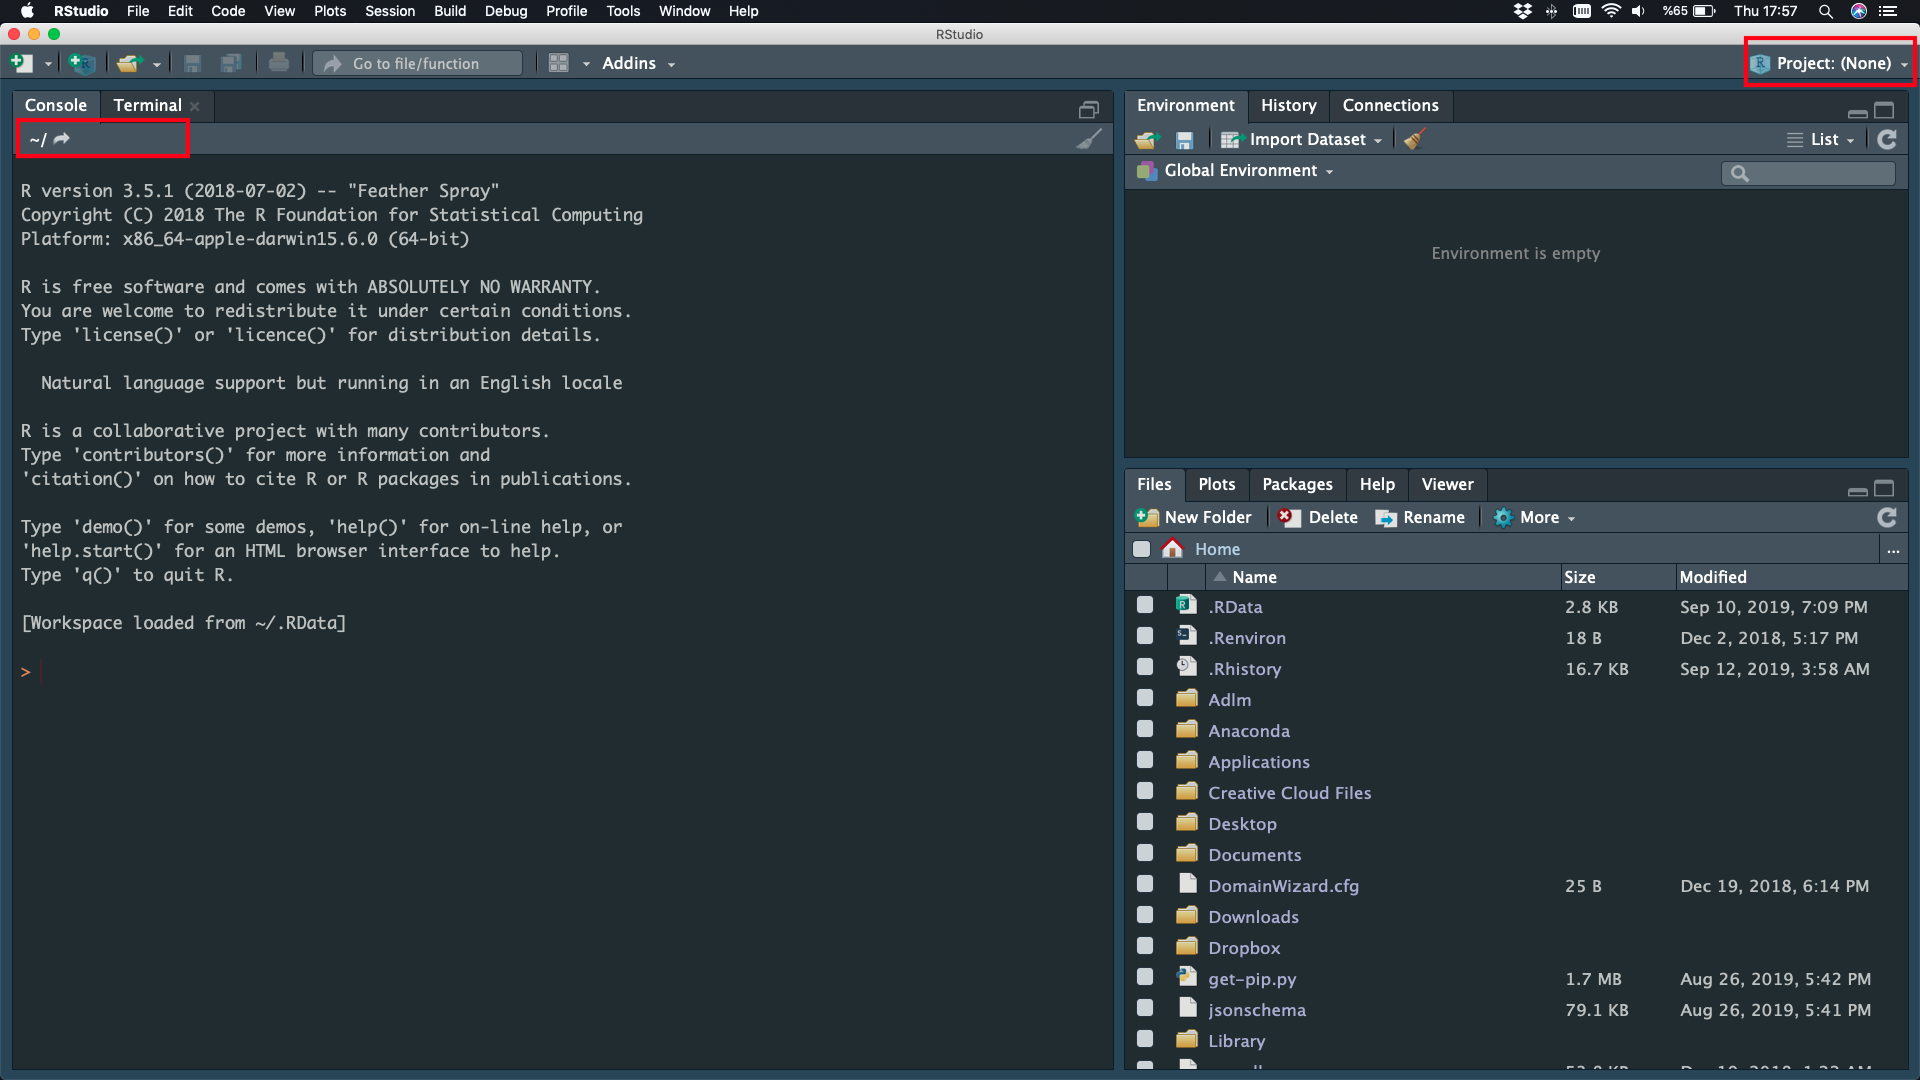 RStudio File Edit Code View Plots Session Build Debug Profile Tools Window Help %65 Thu 17:57
RStudio
Go to file/function Addins Project: (None)
Console Terminal
~/
R version 3.5.1 (2018-07-02) -- "Feather Spray"
Copyright (C) 2018 The R Foundation for Statistical Computing
Platform: x86_64-apple-darwin15.6.0 (64-bit)
R is free software and comes with ABSOLUTELY NO WARRANTY.
You are welcome to redistribute it under certain conditions.
Type 'license()' or 'licence()' for distribution details.
Natural language support but running in an English locale
R is a collaborative project with many contributors.
Type 'contributors()' for more information and
'citation()' on how to cite R or R packages in publications.
Type 'demo()' for some demos, 'help()' for on-line help, or
'help.start()' for an HTML browser interface to help.
Type 'q()' to quit R.
[Workspace loaded from ~/.RData]
>
Environment History Connections
Import Dataset List
Global Environment
Environment is empty
Files Plots Packages Help Viewer
New Folder Delete Rename More
Home ...
Name Size Modified
.RData 2.8 KB Sep 10, 2019, 7:09 PM
.Renviron 18 B Dec 2, 2018, 5:17 PM
.Rhistory 16.7 KB Sep 12, 2019, 3:58 AM
Adlm
Anaconda
Applications
Creative Cloud Files
Desktop
Documents
DomainWizard.cfg 25 B Dec 19, 2018, 6:14 PM
Downloads
Dropbox
get-pip.py 1.7 MB Aug 26, 2019, 5:42 PM
jsonschema 79.1 KB Aug 26, 2019, 5:41 PM
Library